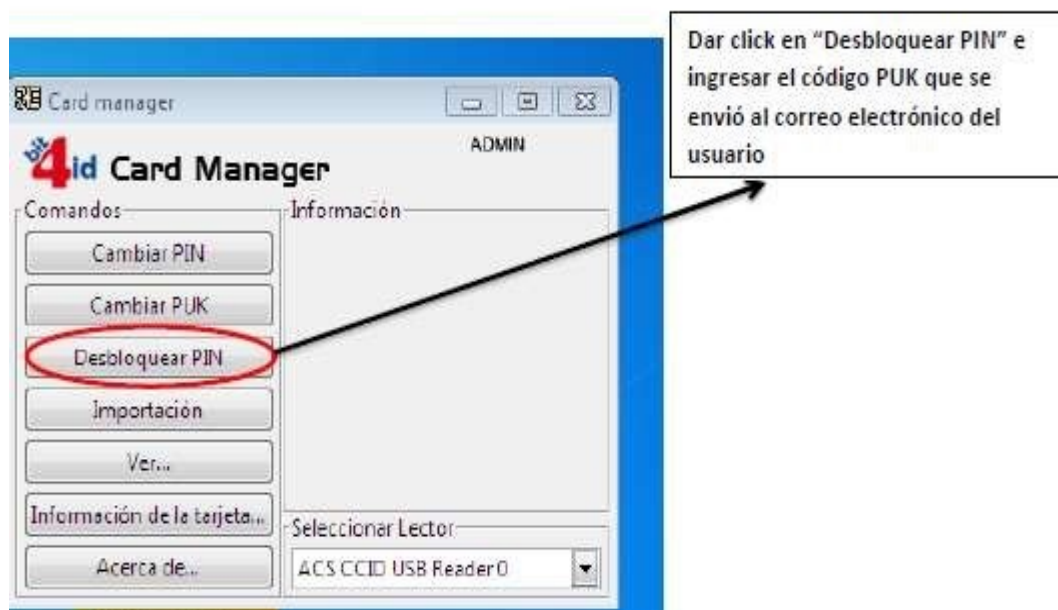 Dar click en “Desbloquear PIN” e
ingresar el código PUK que se
envió al correo electrónico del
usuario
Card manager
ADMIN
bit4id Card Manager
Comandos
Cambiar PIN
Cambiar PUK
Desbloquear PIN
Importación
Ver...
Información de la tarjeta...
Acerca de...
Información
Seleccionar Lector
ACS CCID USB Reader 0